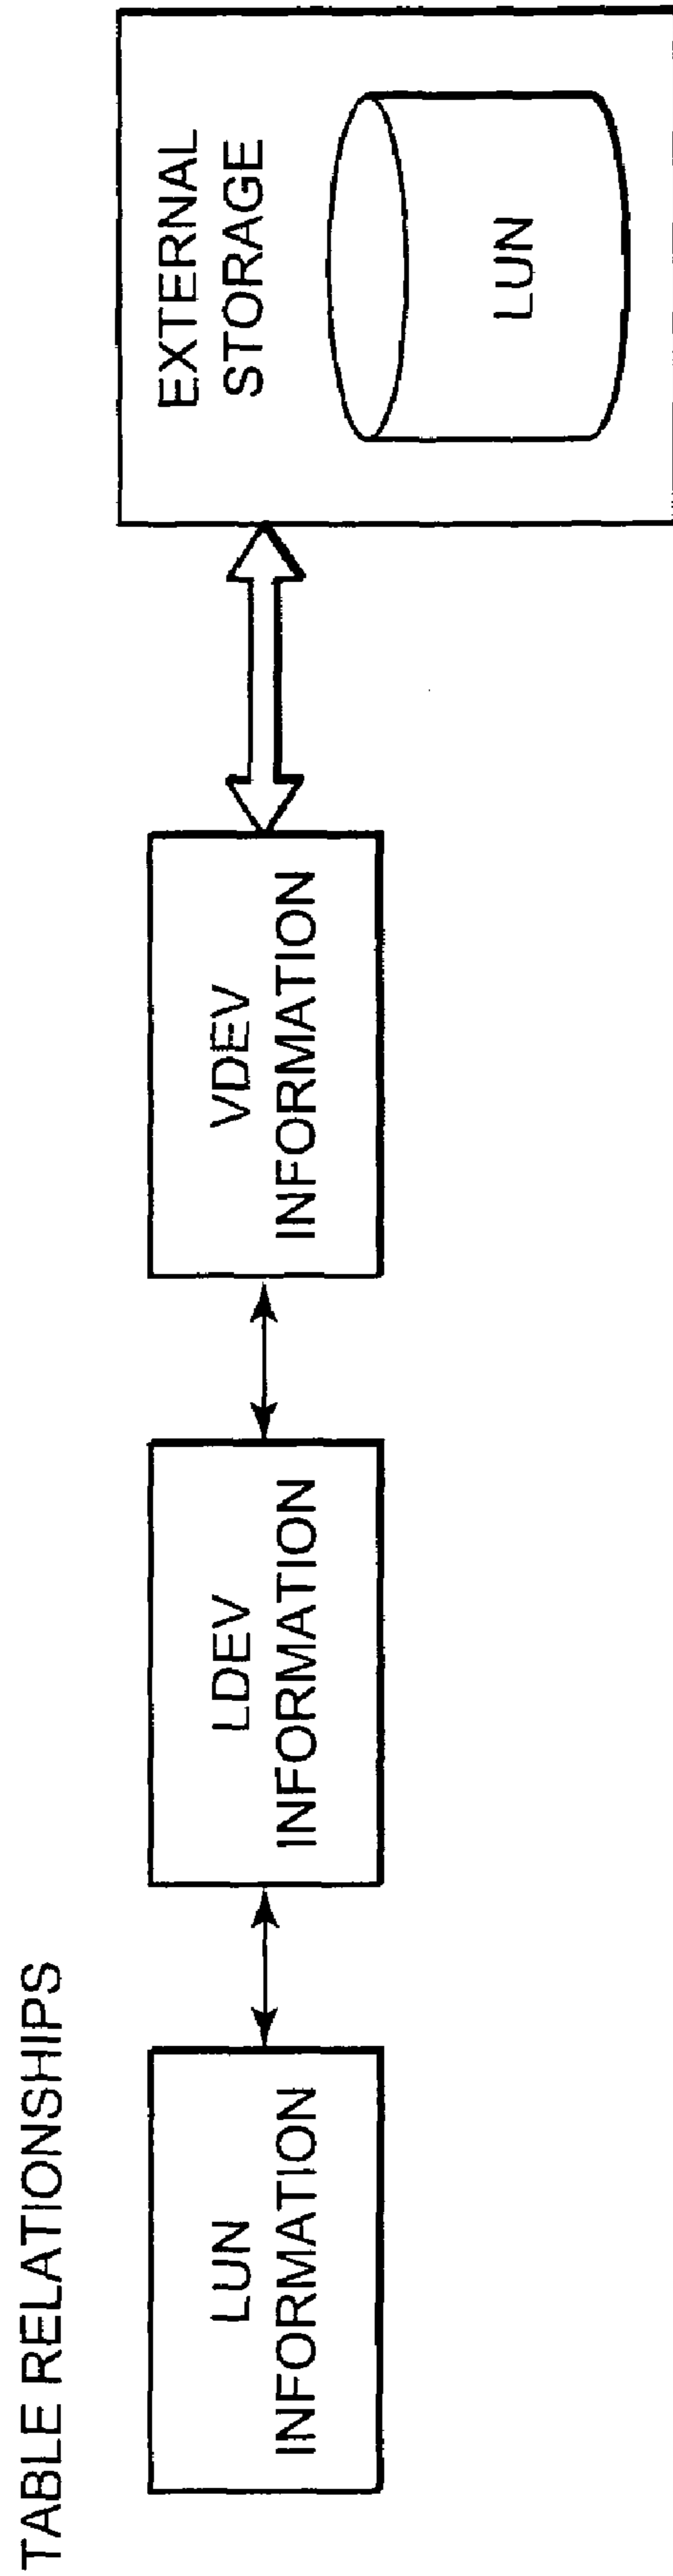 TABLE RELATIONSHIPS
LUN
INFORMATION
LDEV
INFORMATION
VDEV
INFORMATION
EXTERNAL
STORAGE
LUN